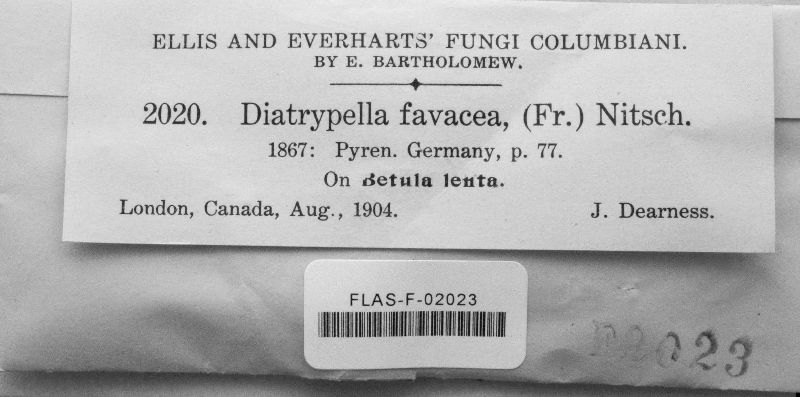 ELLIS AND EVERHARTS' FUNGI COLUMBIANI.
BY E. BARTHOLOMEW.
2020. Diatrypella favacea, (Fr.) Nitsch.
1867: Pyren. Germany, p. 77.
On Betula lenta.
London, Canada, Aug., 1904. J. Dearness.
FLAS-F-02023
F2023